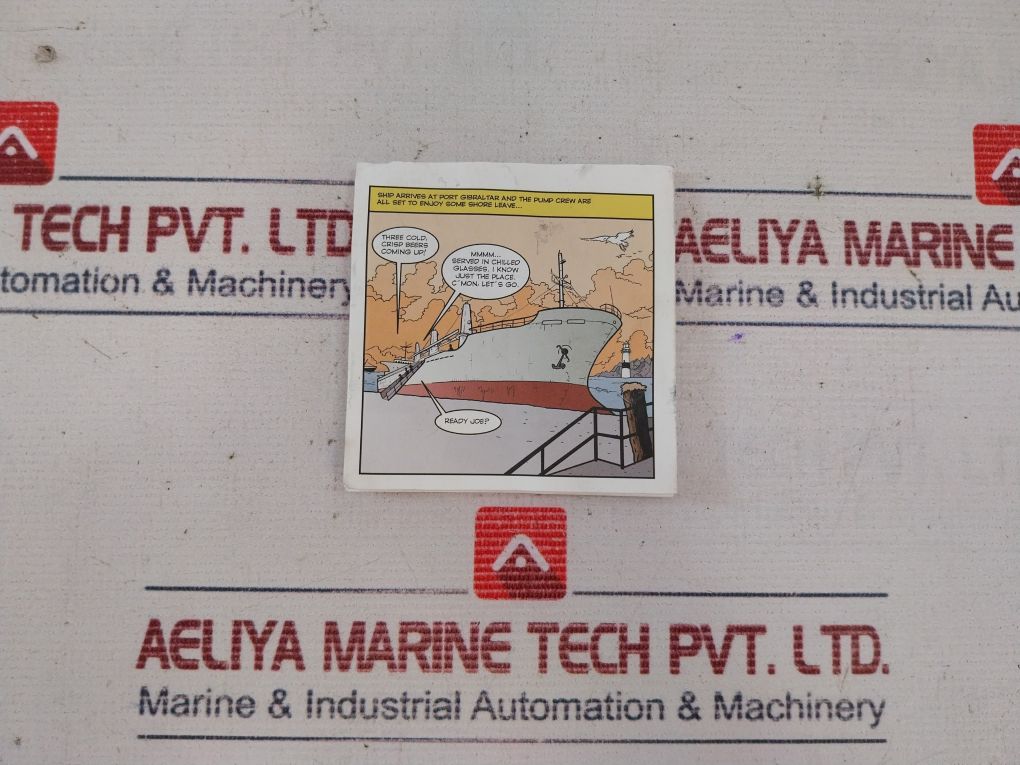 SHIP ARRIVES AT PORT GIBRALTAR AND THE PUMP CREW ARE
ALL SET TO ENJOY SOME SHORE LEAVE...
THREE COLD,
CRISP BEERS
COMING UP!
MMMM...
SERVED IN CHILLED
GLASSES. I KNOW
JUST THE PLACE.
C'MON, LET'S GO.
READY JOE?
TECH PVT. LTD
tomation & Machinery
AELIYA MARINE
Marine & Industrial Au
AELIYA MARINE TECH PVT. LTD.
Marine & Industrial Automation & Machinery